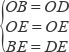 OB = OD
OE = OE
BE = DE